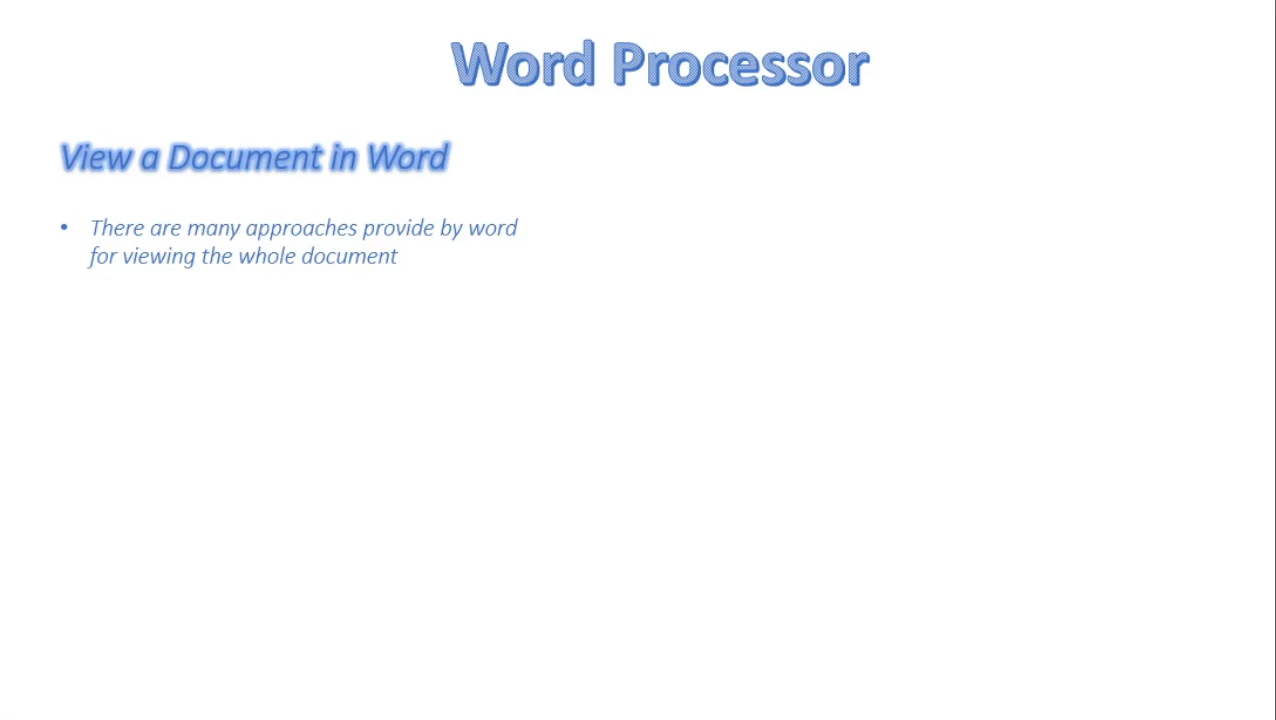 Word Processor
View a Document in Word
• There are many approaches provide by word
for viewing the whole document